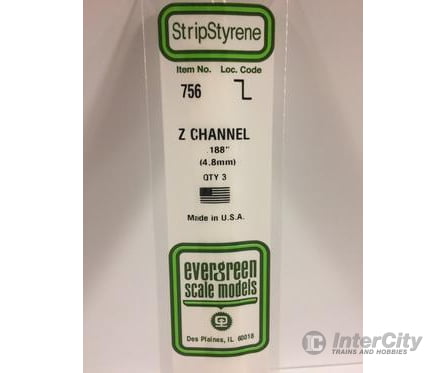 StripStyrene
Item No. Loc. Code
756
Z CHANNEL
.188"
(4.8mm)
QTY 3
Made in U.S.A.
evergreen
scale models
Des Plaines, IL 60018
IC InterCity
TRAINS AND HOBBIES